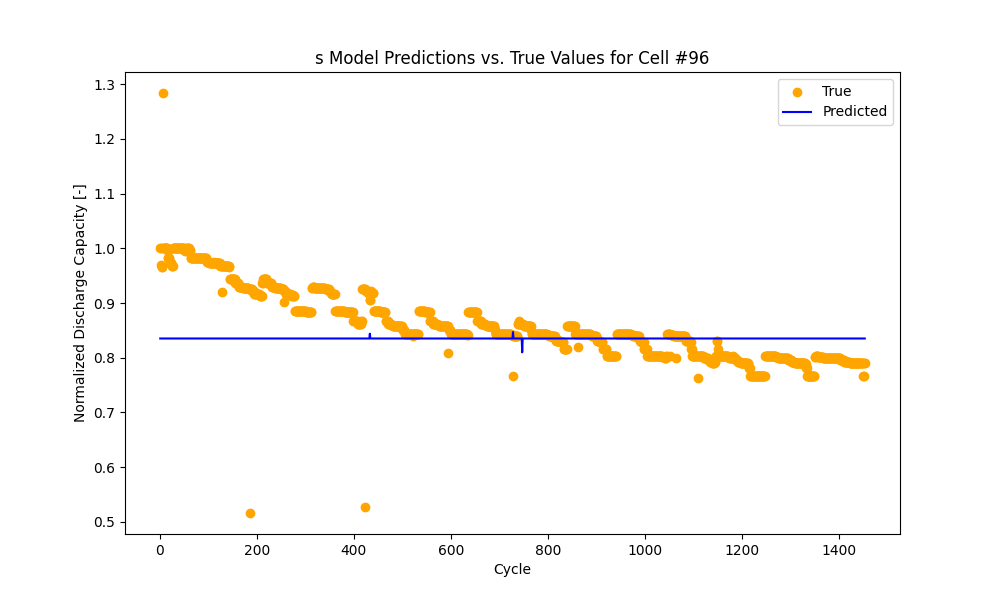 s Model Predictions vs. True Values for Cell #96
True
Predicted
Normalized Discharge Capacity [-]
1.3
1.2
1.1
1.0
0.9
0.8
0.7
0.6
0.5
0 200 400 600 800 1000 1200 1400
Cycle